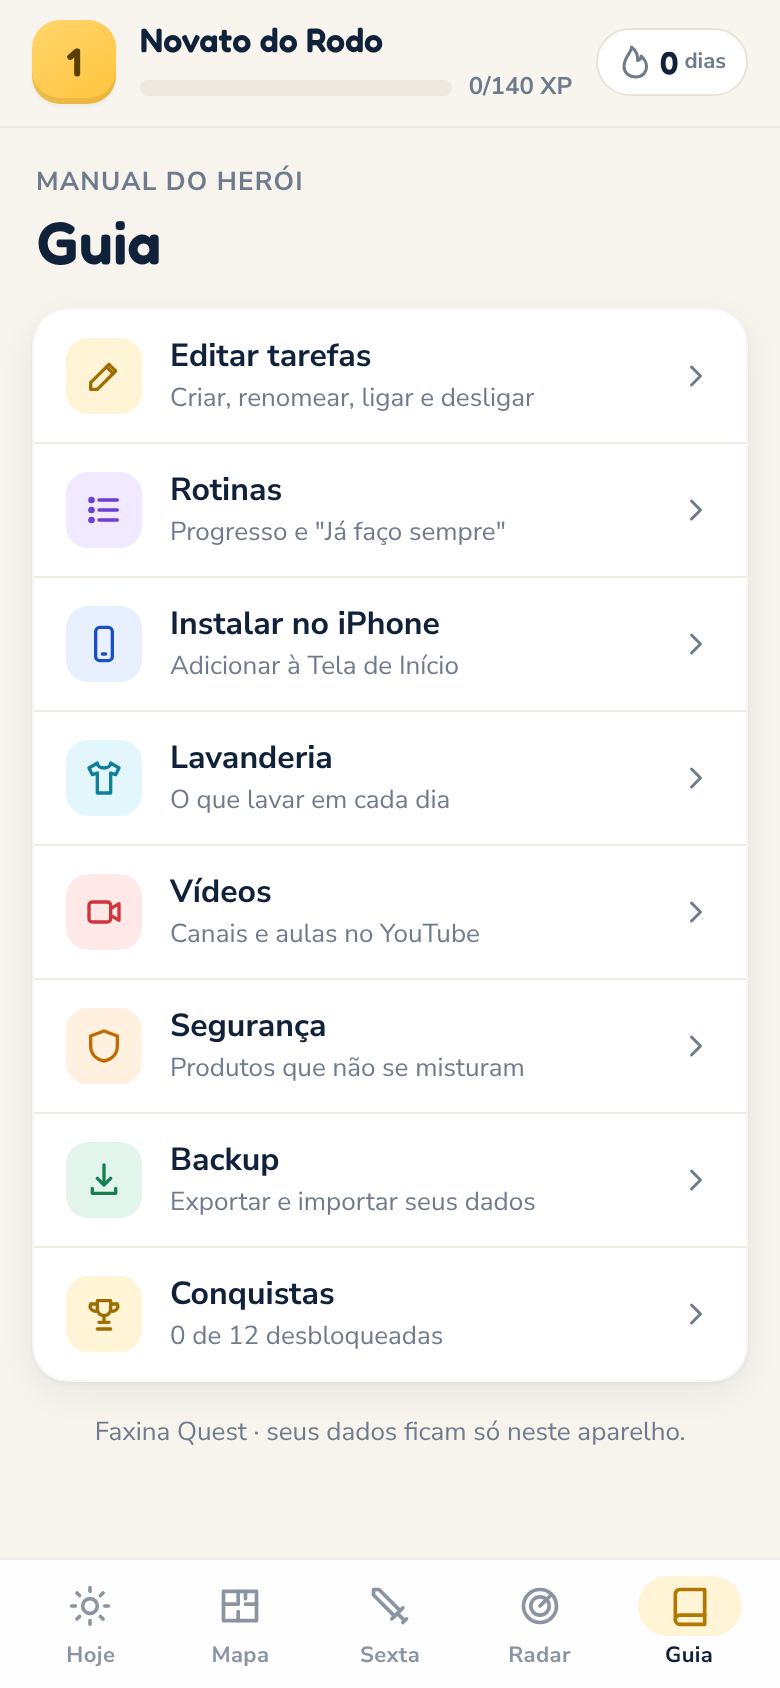 1
Novato do Rodo
0/140 XP
0 dias
MANUAL DO HERÓI
Guia
Editar tarefas
Criar, renomear, ligar e desligar
Rotinas
Progresso e "Já faço sempre"
Instalar no iPhone
Adicionar à Tela de Início
Lavanderia
O que lavar em cada dia
Vídeos
Canais e aulas no YouTube
Segurança
Produtos que não se misturam
Backup
Exportar e importar seus dados
Conquistas
0 de 12 desbloqueadas
Faxina Quest · seus dados ficam só neste aparelho.
Hoje
Mapa
Sexta
Radar
Guia